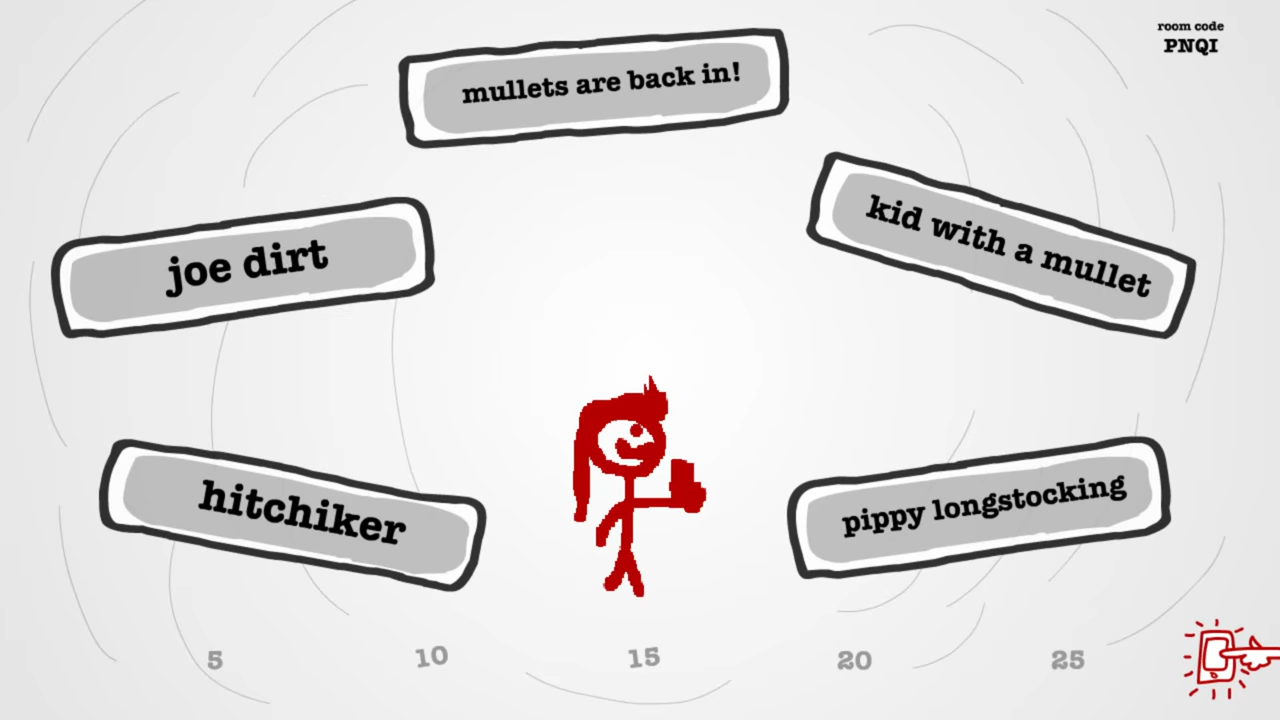 room code
PNQI
mullets are back in!
kid with a mullet
joe dirt
hitchiker
pippy longstocking
5
10
15
20
25